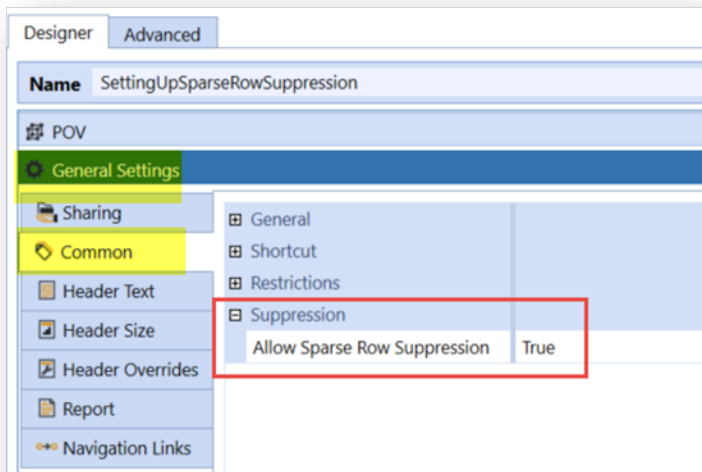 Designer Advanced
Name SettingUpSparseRowSuppression
POV
General Settings
Sharing
Common
Header Text
Header Size
Header Overrides
Report
Navigation Links
General
Shortcut
Restrictions
Suppression
Allow Sparse Row Suppression True